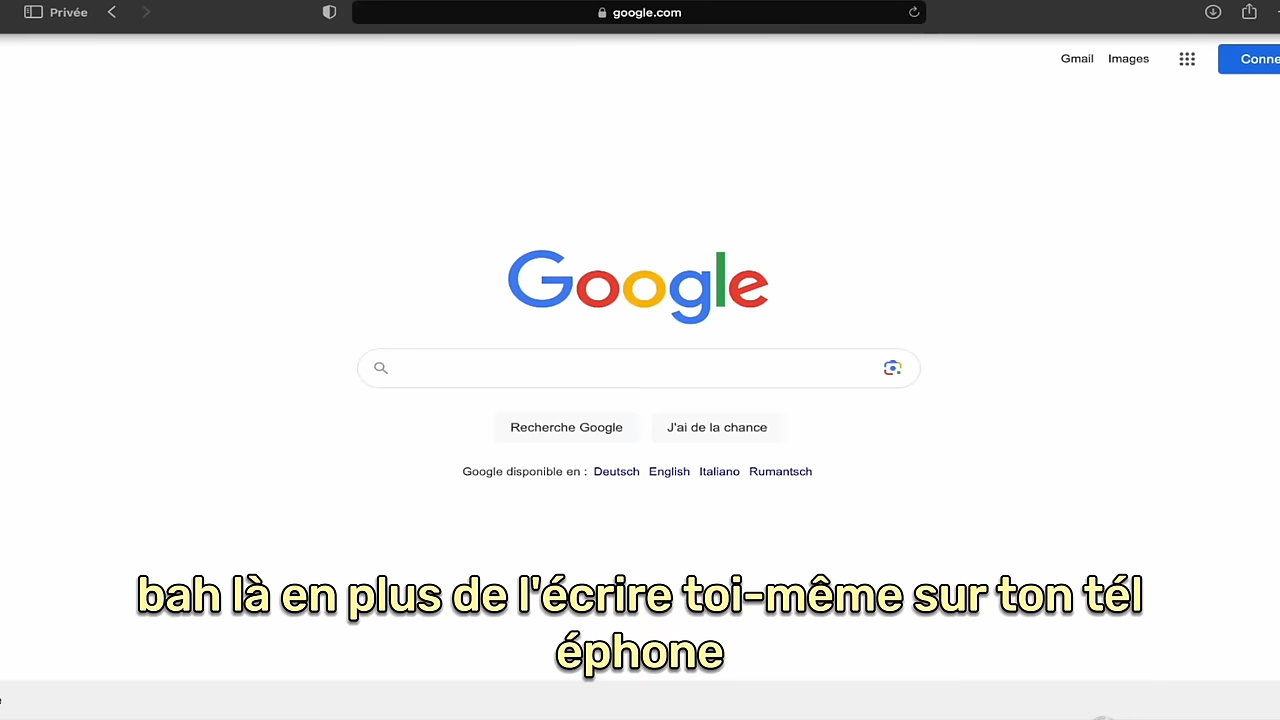 Privée
google.com
Gmail Images
Conne
Google
Recherche Google J'ai de la chance
Google disponible en : Deutsch English Italiano Rumantsch
bah là en plus de l'écrire toi-même sur ton tél
éphone